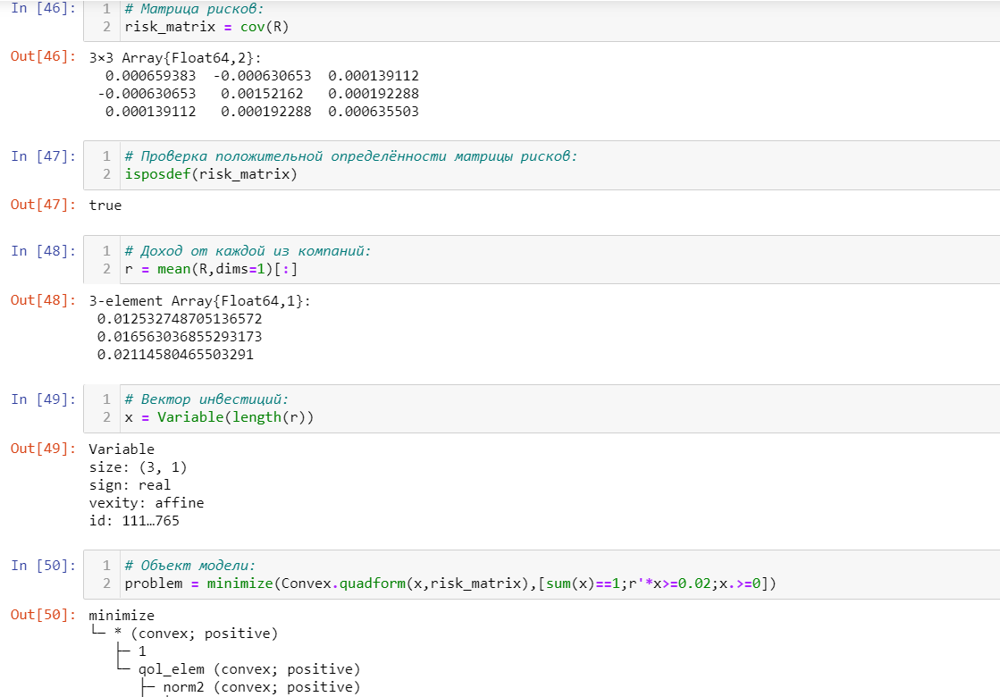 In [46]:
1 # Матрица рисков:
2 risk_matrix = cov(R)
Out[46]: 3×3 Array{Float64,2}:
0.000659383 -0.000630653 0.000139112
-0.000630653 0.00152162 0.000192288
0.000139112 0.000192288 0.000635503
In [47]:
1 # Проверка положительной определённости матрицы рисков:
2 isposdef(risk_matrix)
Out[47]: true
In [48]:
1 # Доход от каждой из компаний:
2 r = mean(R,dims=1)[:]
Out[48]: 3-element Array{Float64,1}:
0.012532748705136572
0.016563036855293173
0.02114580465503291
In [49]:
1 # Вектор инвестиций:
2 x = Variable(length(r))
Out[49]: Variable
size: (3, 1)
sign: real
vexity: affine
id: 111…765
In [50]:
1 # Объект модели:
2 problem = minimize(Convex.quadform(x,risk_matrix),[sum(x)==1;r'*x>=0.02;x.>=0])
Out[50]: minimize
└─ * (convex; positive)
├─ 1
└─ qol_elem (convex; positive)
├─ norm2 (convex; positive)